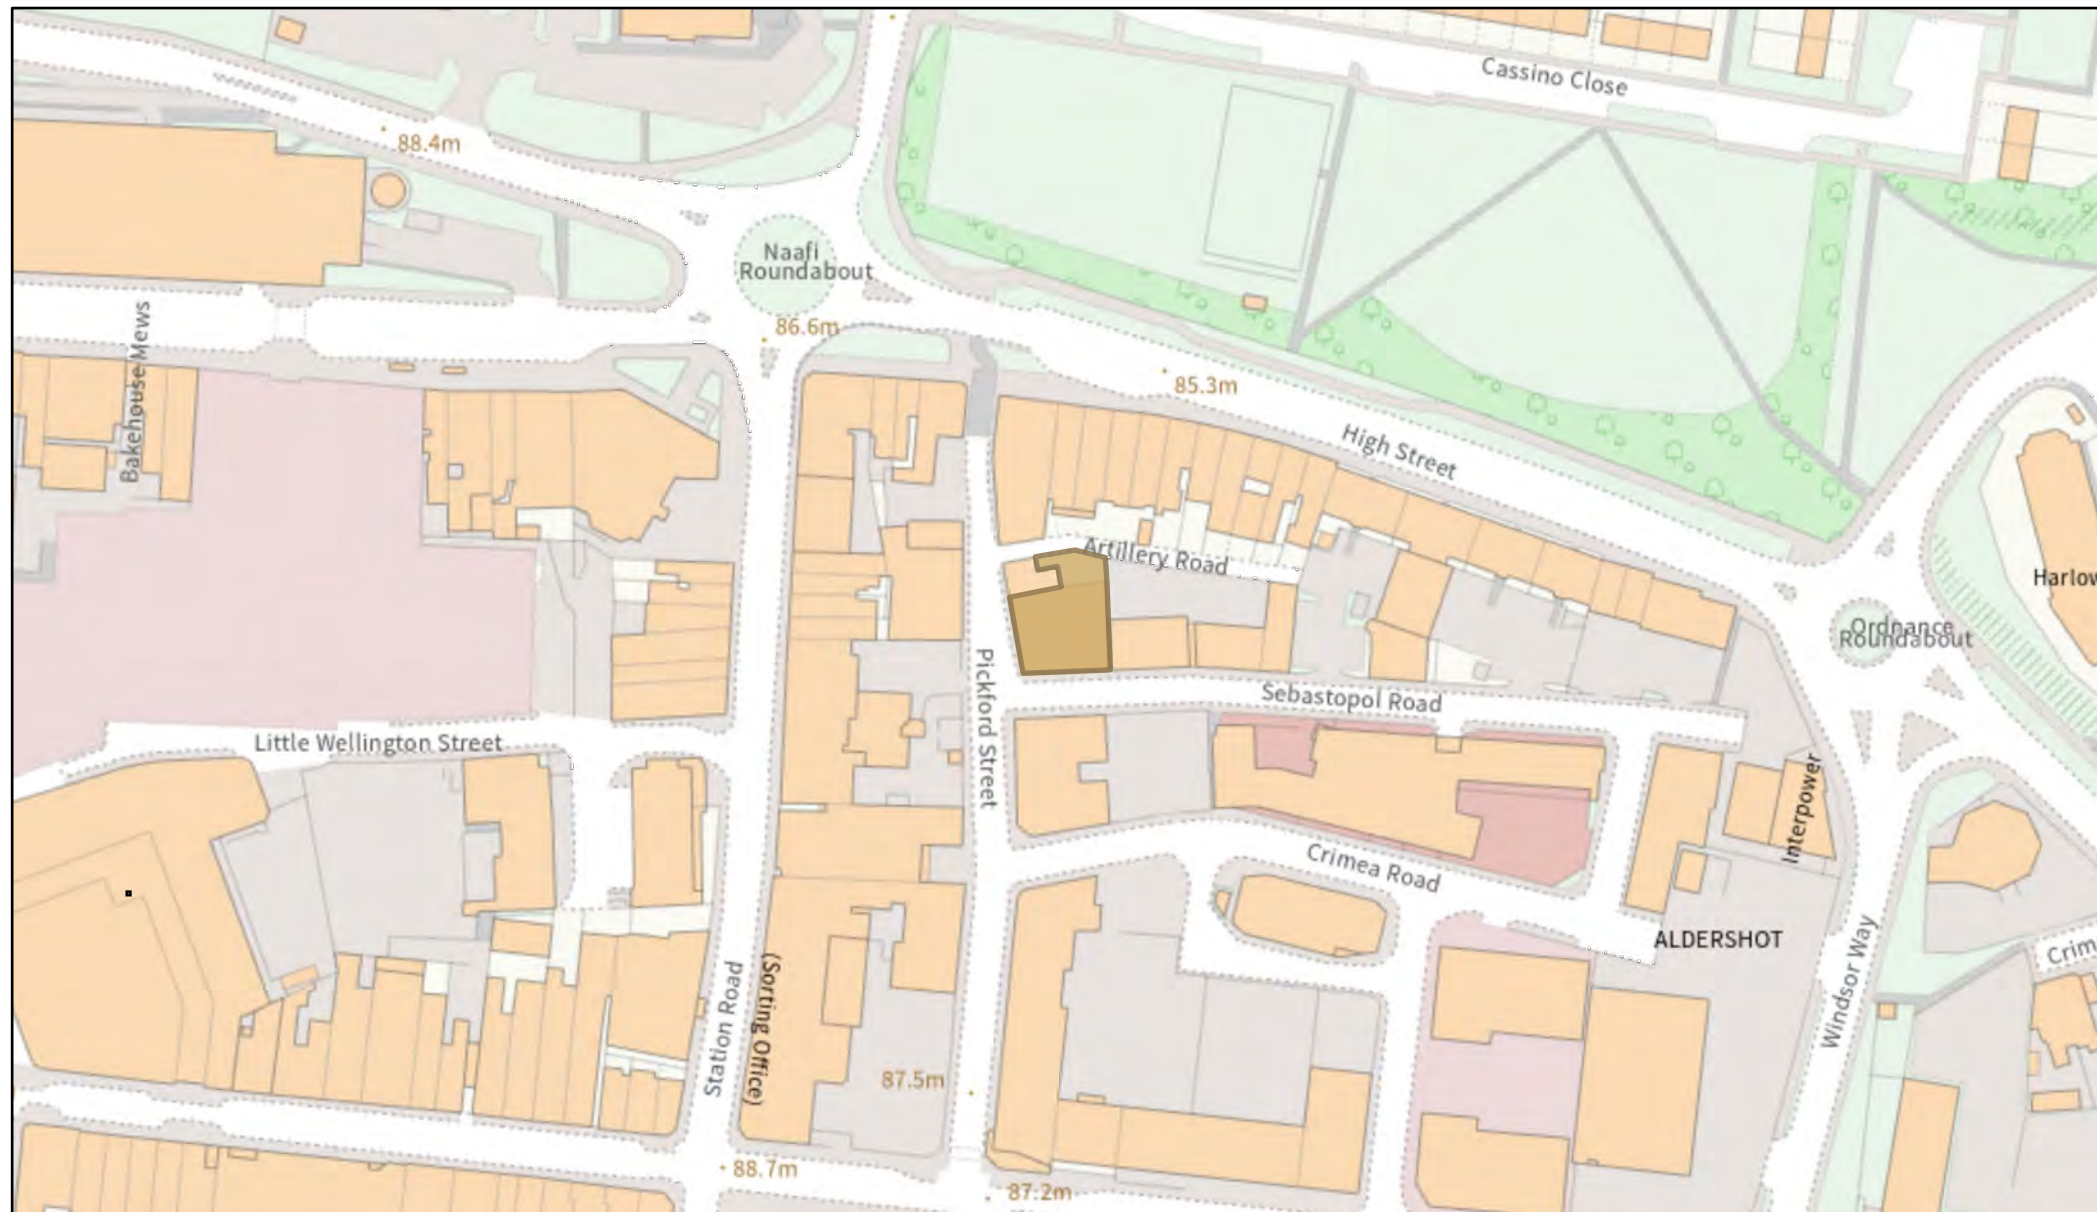 Cassino Close
88.4m
Naafi
Roundabout
86.6m
Bakehouse Mews
85.3m
High Street
Artillery Road
Harlow
Ordnance
Roundabout
Pickford Street
Sebastopol Road
Little Wellington Street
Interpower
Crimea Road
ALDERSHOT
Crim
Windsor Way
Station Road
(Sorting Office)
87.5m
88.7m
87.2m